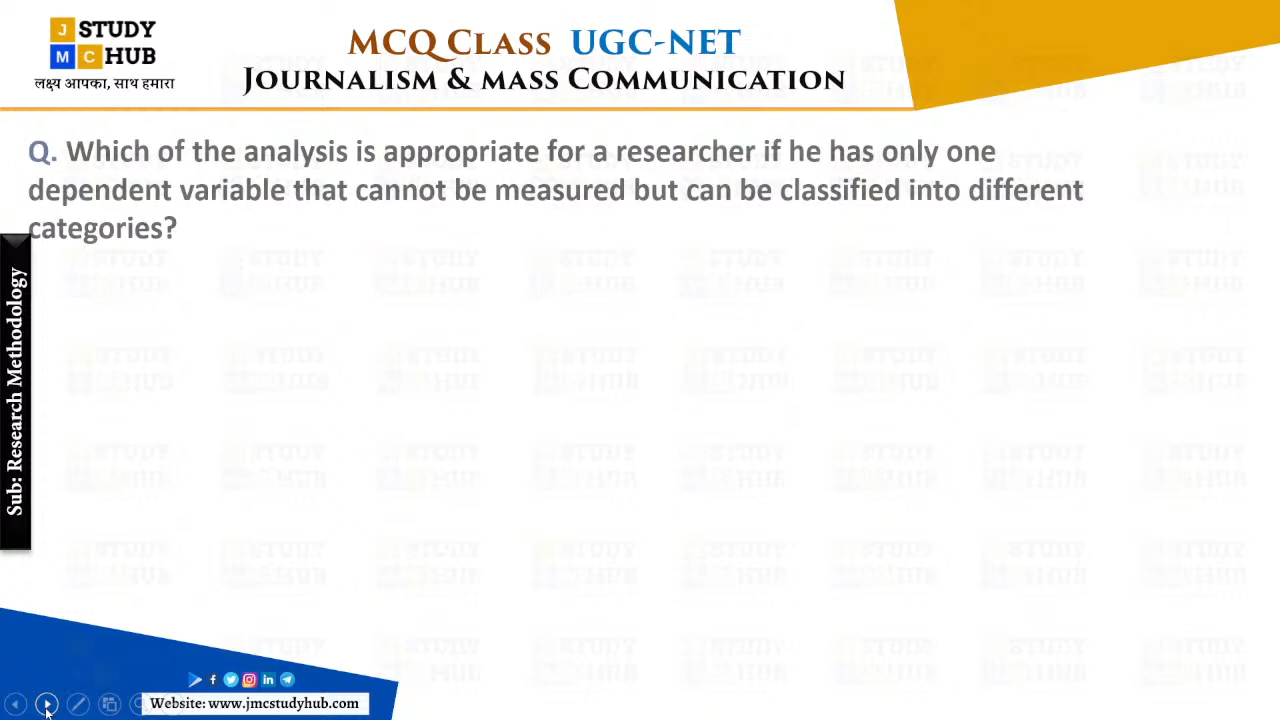 J STUDY
MC HUB
लक्ष्य आपका, साथ हमारा
MCQ Class UGC-NET
Journalism & mass Communication
Q. Which of the analysis is appropriate for a researcher if he has only one
dependent variable that cannot be measured but can be classified into different
categories?
Sub: Research Methodology
Website: www.jmcstudyhub.com